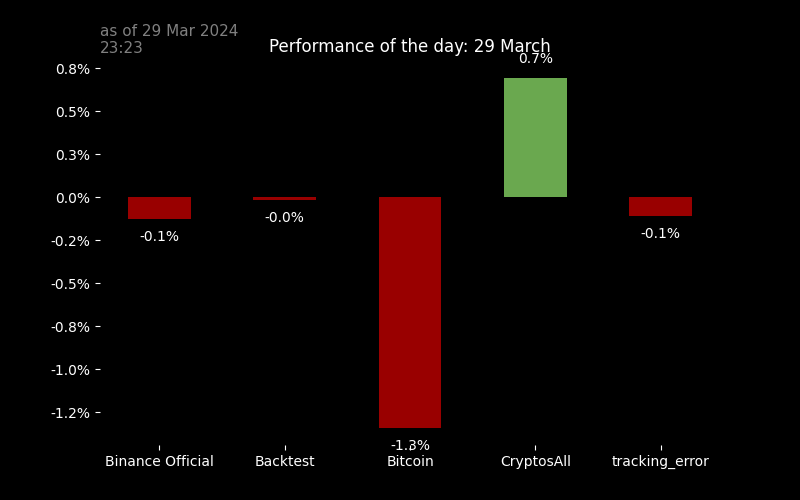 as of 29 Mar 2024
23:23
Performance of the day: 29 March
0.8%
0.5%
0.3%
0.0%
-0.2%
-0.5%
-0.8%
-1.0%
-1.2%
-0.1%
-0.0%
-1.3%
0.7%
-0.1%
Binance Official
Backtest
Bitcoin
CryptosAll
tracking_error